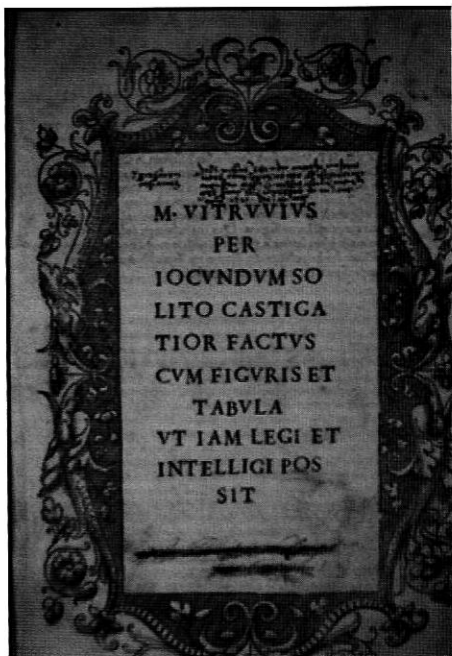 M. VITRVVIVS
PER
IOCVNDVM SO
LITO CASTIGA
TIOR FACTVS
CVM FIGVRIS ET
TABVLA
VT IAM LEGI ET
INTELLIGI POS
SIT